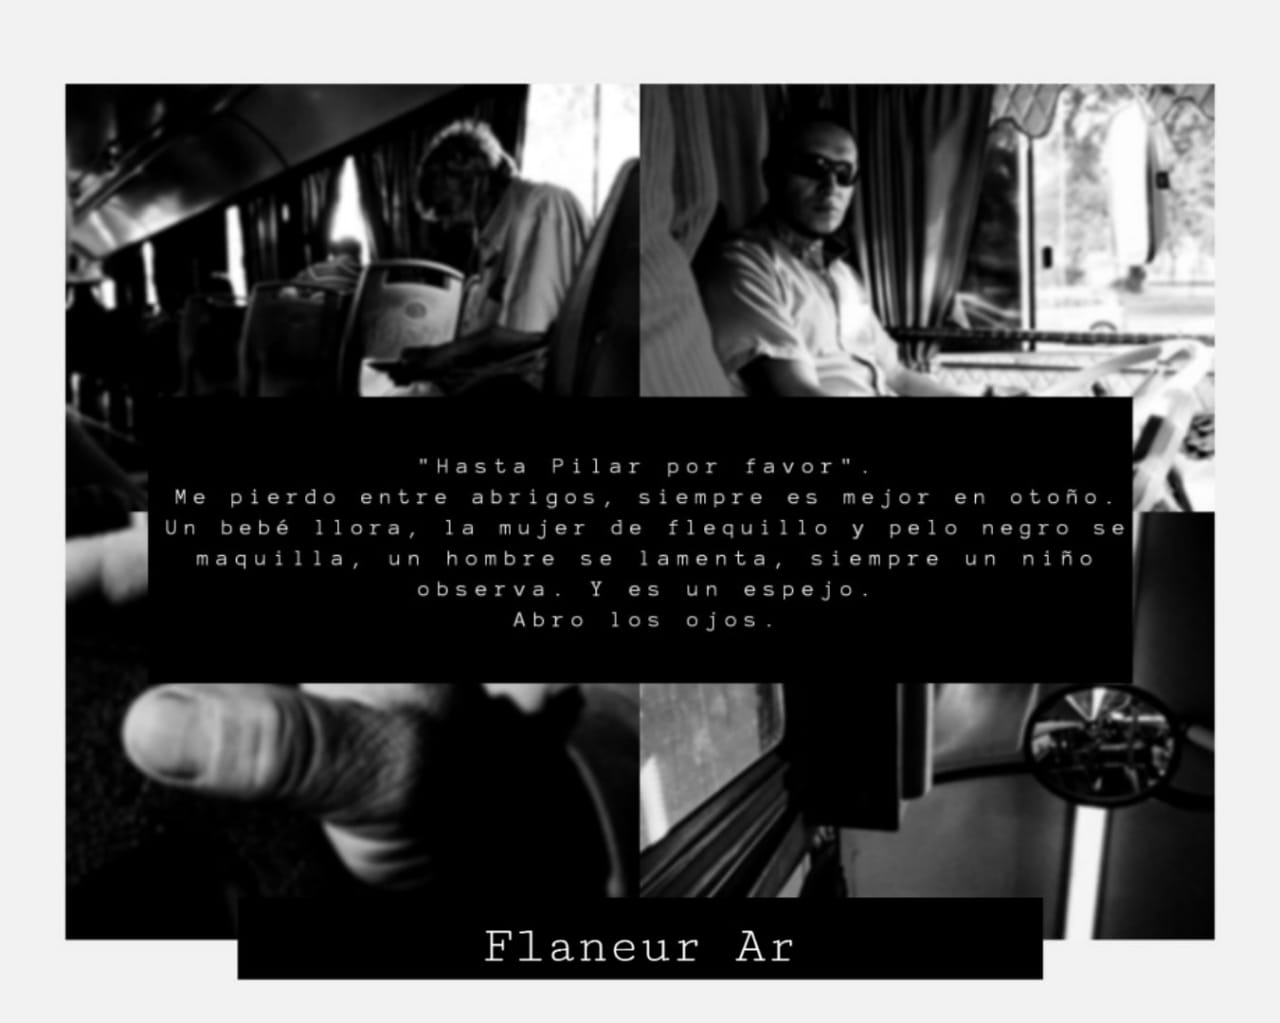 "Hasta Pilar por favor".
Me pierdo entre abrigos, siempre es mejor en otoño.
Un bebé llora, la mujer de flequillo y pelo negro se
maquilla, un hombre se lamenta, siempre un niño
observa. Y es un espejo.
Abro los ojos.
Flaneur Ar